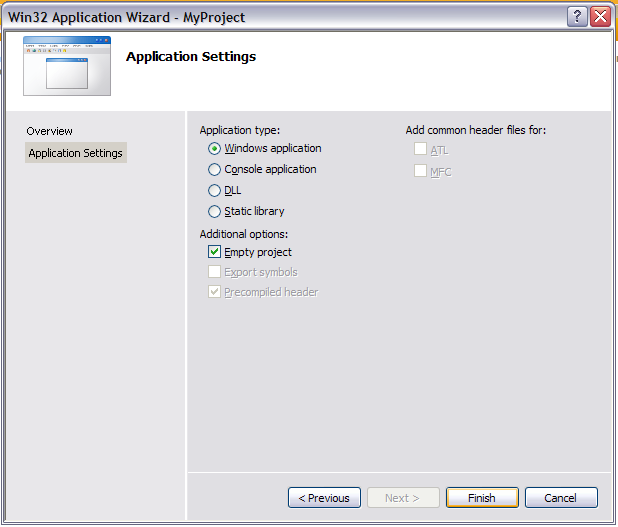 Win32 Application Wizard - MyProject
Application Settings
Overview
Application Settings
Application type:
Windows application
Console application
DLL
Static library
Additional options:
Empty project
Export symbols
Precompiled header
Add common header files for:
ATL
MFC
< Previous
Next >
Finish
Cancel